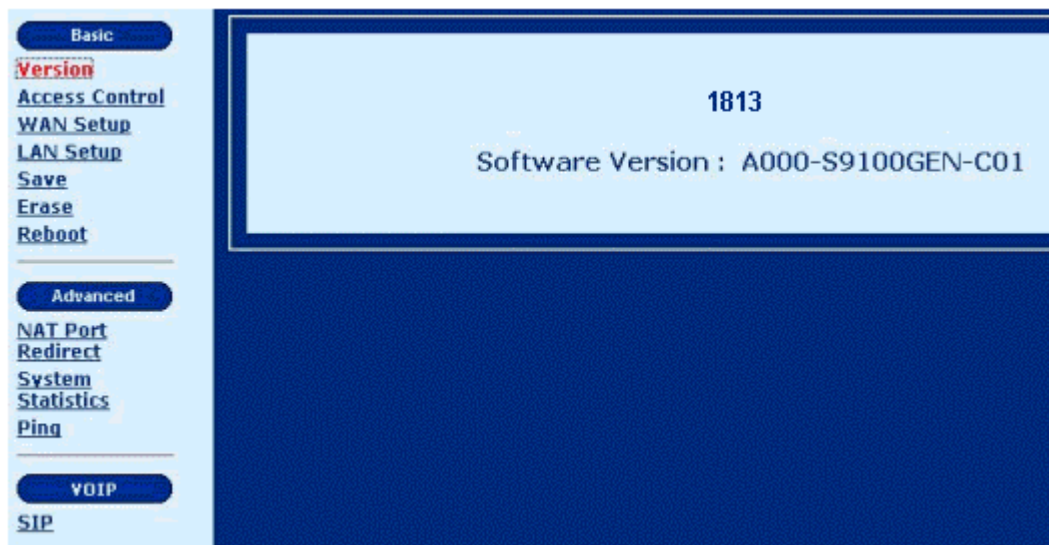 Basic
Version
Access Control
WAN Setup
LAN Setup
Save
Erase
Reboot
Advanced
NAT Port
Redirect
System
Statistics
Ping
VOIP
SIP
1813
Software Version : A000-S9100GEN-C01